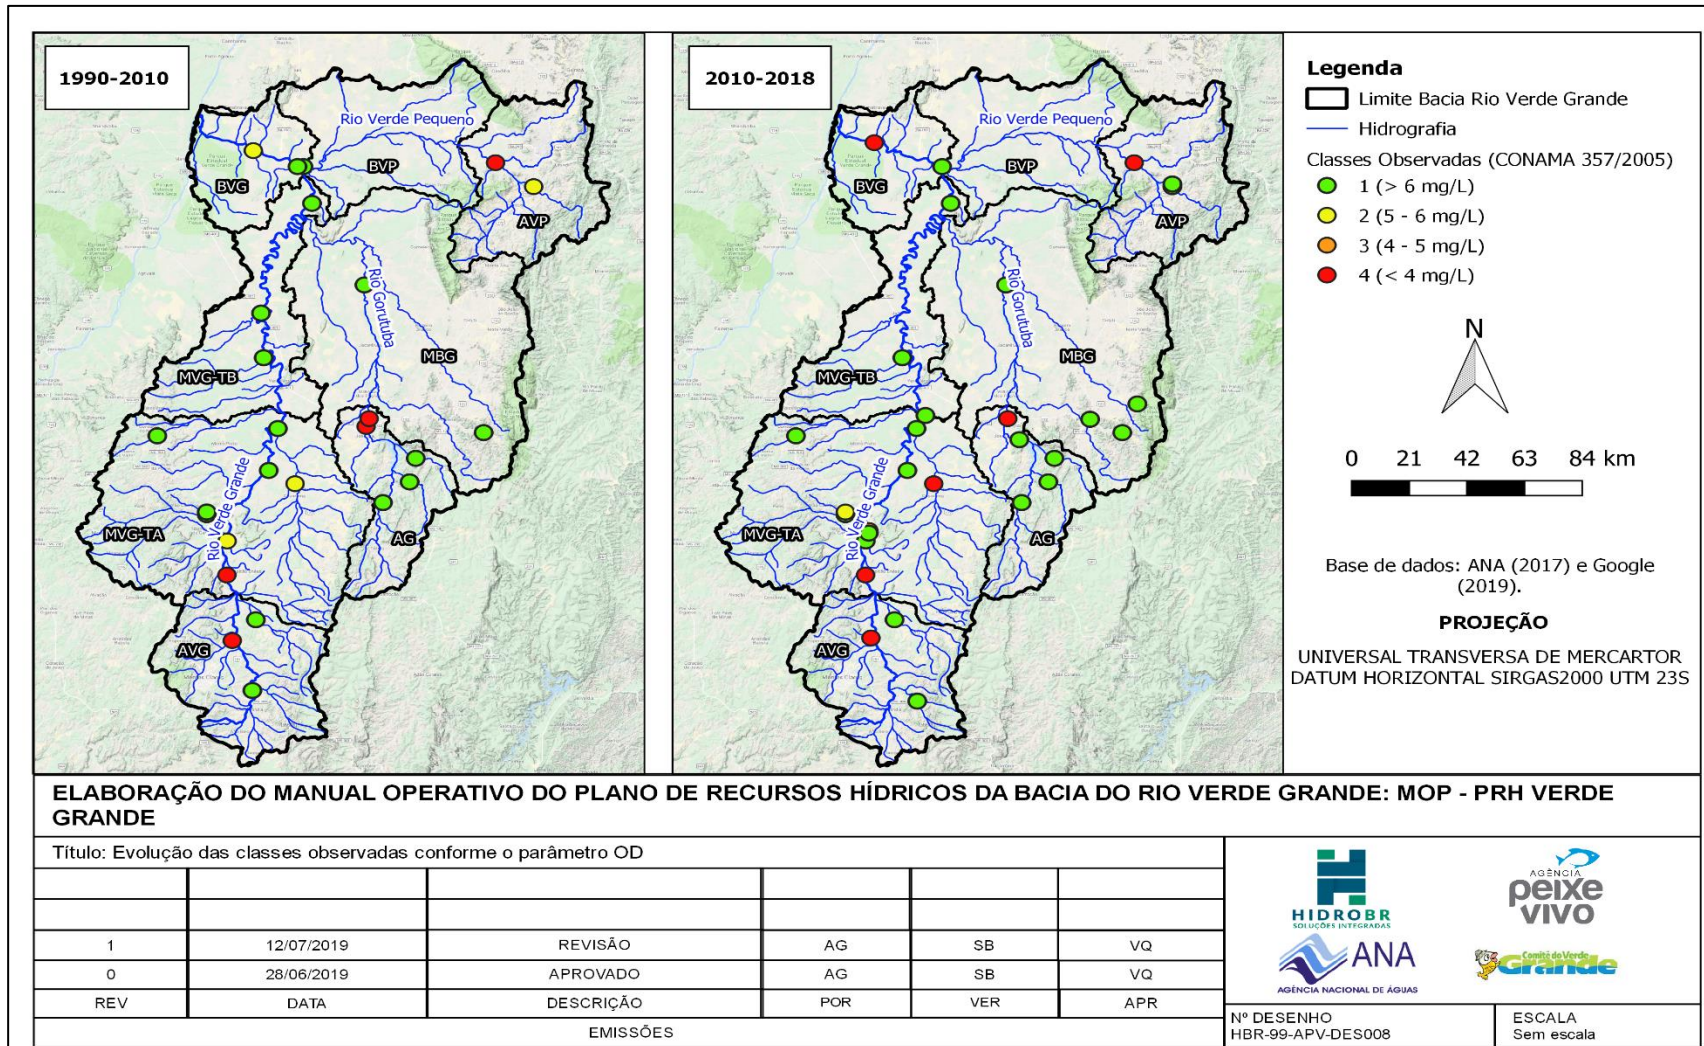 1990-2010
Rio Verde Pequeno
BVG
BVP
AVP
Rio Gorutuba
MBG
MVG-TB
Rio Verde Grande
MVG-TA
AG
AVG
2010-2018
Rio Verde Pequeno
BVG
BVP
AVP
Rio Gorutuba
MBG
MVG-TB
Rio Verde Grande
MVG-TA
AG
AVG
Legenda
Limite Bacia Rio Verde Grande
Hidrografia
Classes Observadas (CONAMA 357/2005)
1 (> 6 mg/L)
2 (5 - 6 mg/L)
3 (4 - 5 mg/L)
4 (< 4 mg/L)
N
0 21 42 63 84 km
Base de dados: ANA (2017) e Google
(2019).
PROJEÇÃO
UNIVERSAL TRANSVERSA DE MERCARTOR
DATUM HORIZONTAL SIRGAS2000 UTM 23S
ELABORAÇÃO DO MANUAL OPERATIVO DO PLANO DE RECURSOS HÍDRICOS DA BACIA DO RIO VERDE GRANDE: MOP - PRH VERDE
GRANDE
Título: Evolução das classes observadas conforme o parâmetro OD
1 12/07/2019 REVISÃO AG SB VQ
0 28/06/2019 APROVADO AG SB VQ
REV DATA DESCRIÇÃO POR VER APR
EMISSÕES
HIDROBR
SOLUÇÕES INTEGRADAS
AGÊNCIA
peixe
vivo
ANA
AGÊNCIA NACIONAL DE ÁGUAS
Comitê do Verde
Grande
Nº DESENHO
HBR-99-APV-DES008
ESCALA
Sem escala